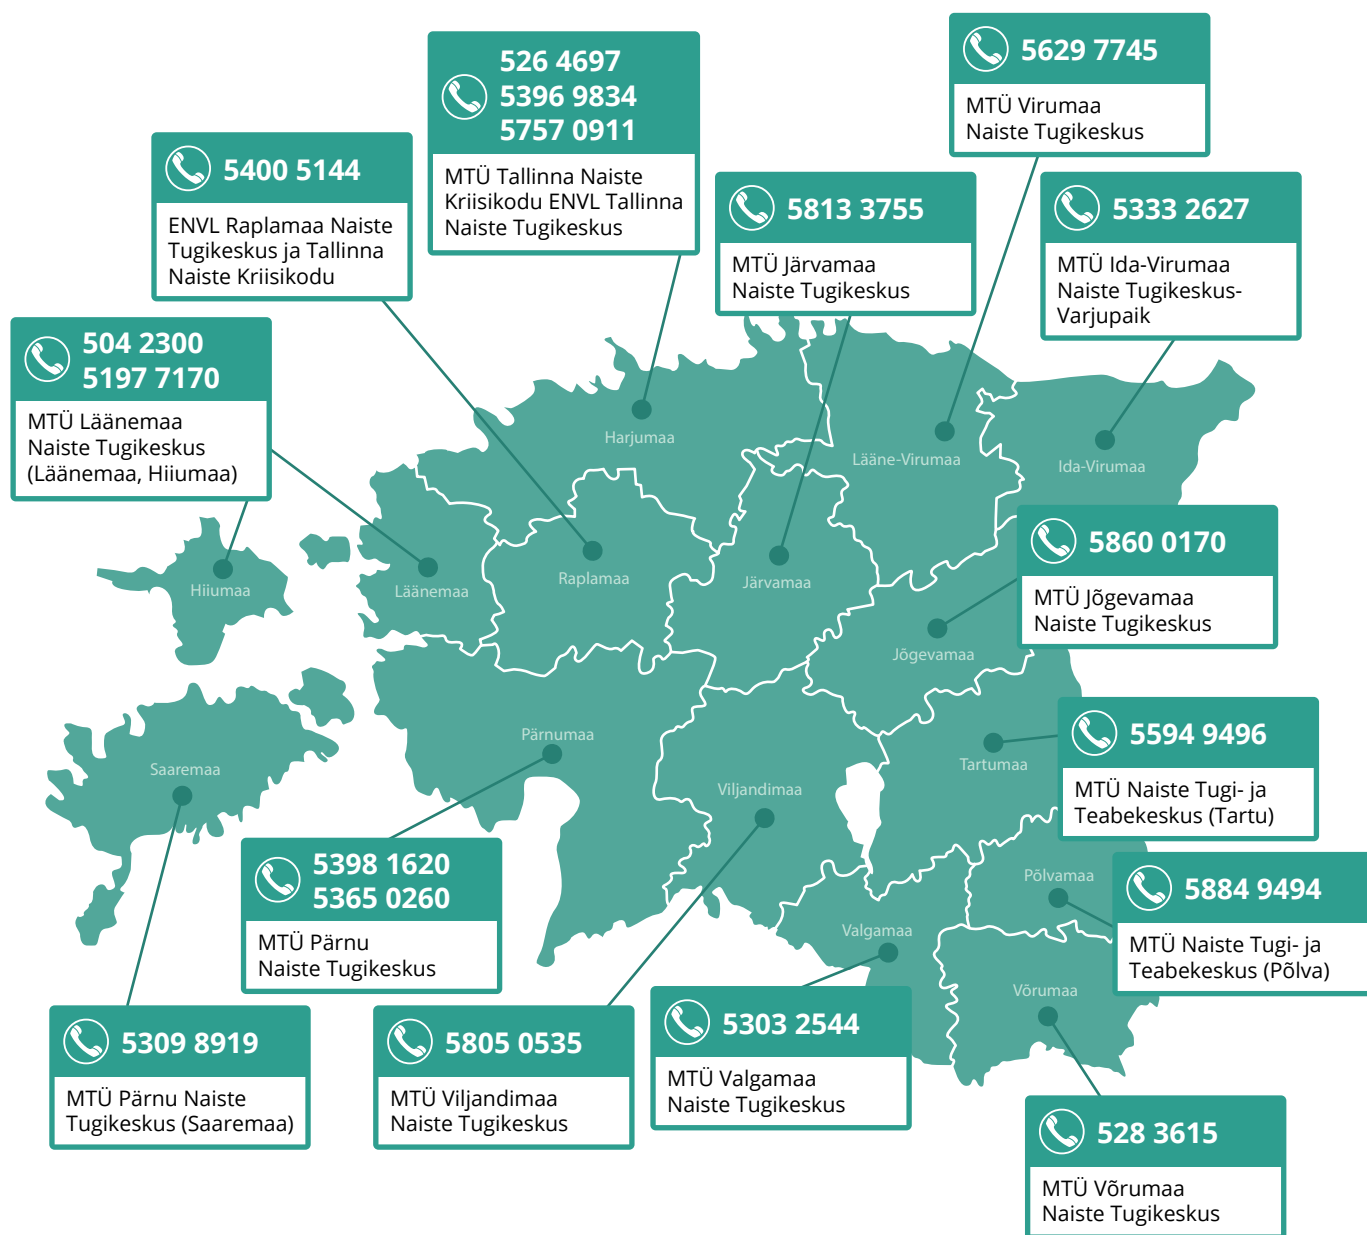 5629 7745
MTÜ Virumaa
Naiste Tugikeskus
526 4697
5396 9834
5757 0911
MTÜ Tallinna Naiste
Kriisikodu ENVL Tallinna
Naiste Tugikeskus
5400 5144
ENVL Raplamaa Naiste
Tugikeskus ja Tallinna
Naiste Kriisikodu
5813 3755
MTÜ Järvamaa
Naiste Tugikeskus
5333 2627
MTÜ Ida-Virumaa
Naiste Tugikeskus-
Varjupaik
504 2300
5197 7170
MTÜ Läänemaa
Naiste Tugikeskus
(Läänemaa, Hiiumaa)
Harjumaa
Lääne-Virumaa
Ida-Virumaa
Hiiumaa
Läänemaa
Raplamaa
Järvamaa
5860 0170
MTÜ Jõgevamaa
Naiste Tugikeskus
Jõgevamaa
Pärnumaa
Saaremaa
Viljandimaa
Tartumaa
5594 9496
MTÜ Naiste Tugi- ja
Teabekeskus (Tartu)
5398 1620
5365 0260
MTÜ Pärnu
Naiste Tugikeskus
Põlvamaa
5884 9494
MTÜ Naiste Tugi- ja
Teabekeskus (Põlva)
Valgamaa
Võrumaa
5309 8919
MTÜ Pärnu Naiste
Tugikeskus (Saaremaa)
5805 0535
MTÜ Viljandimaa
Naiste Tugikeskus
5303 2544
MTÜ Valgamaa
Naiste Tugikeskus
528 3615
MTÜ Võrumaa
Naiste Tugikeskus